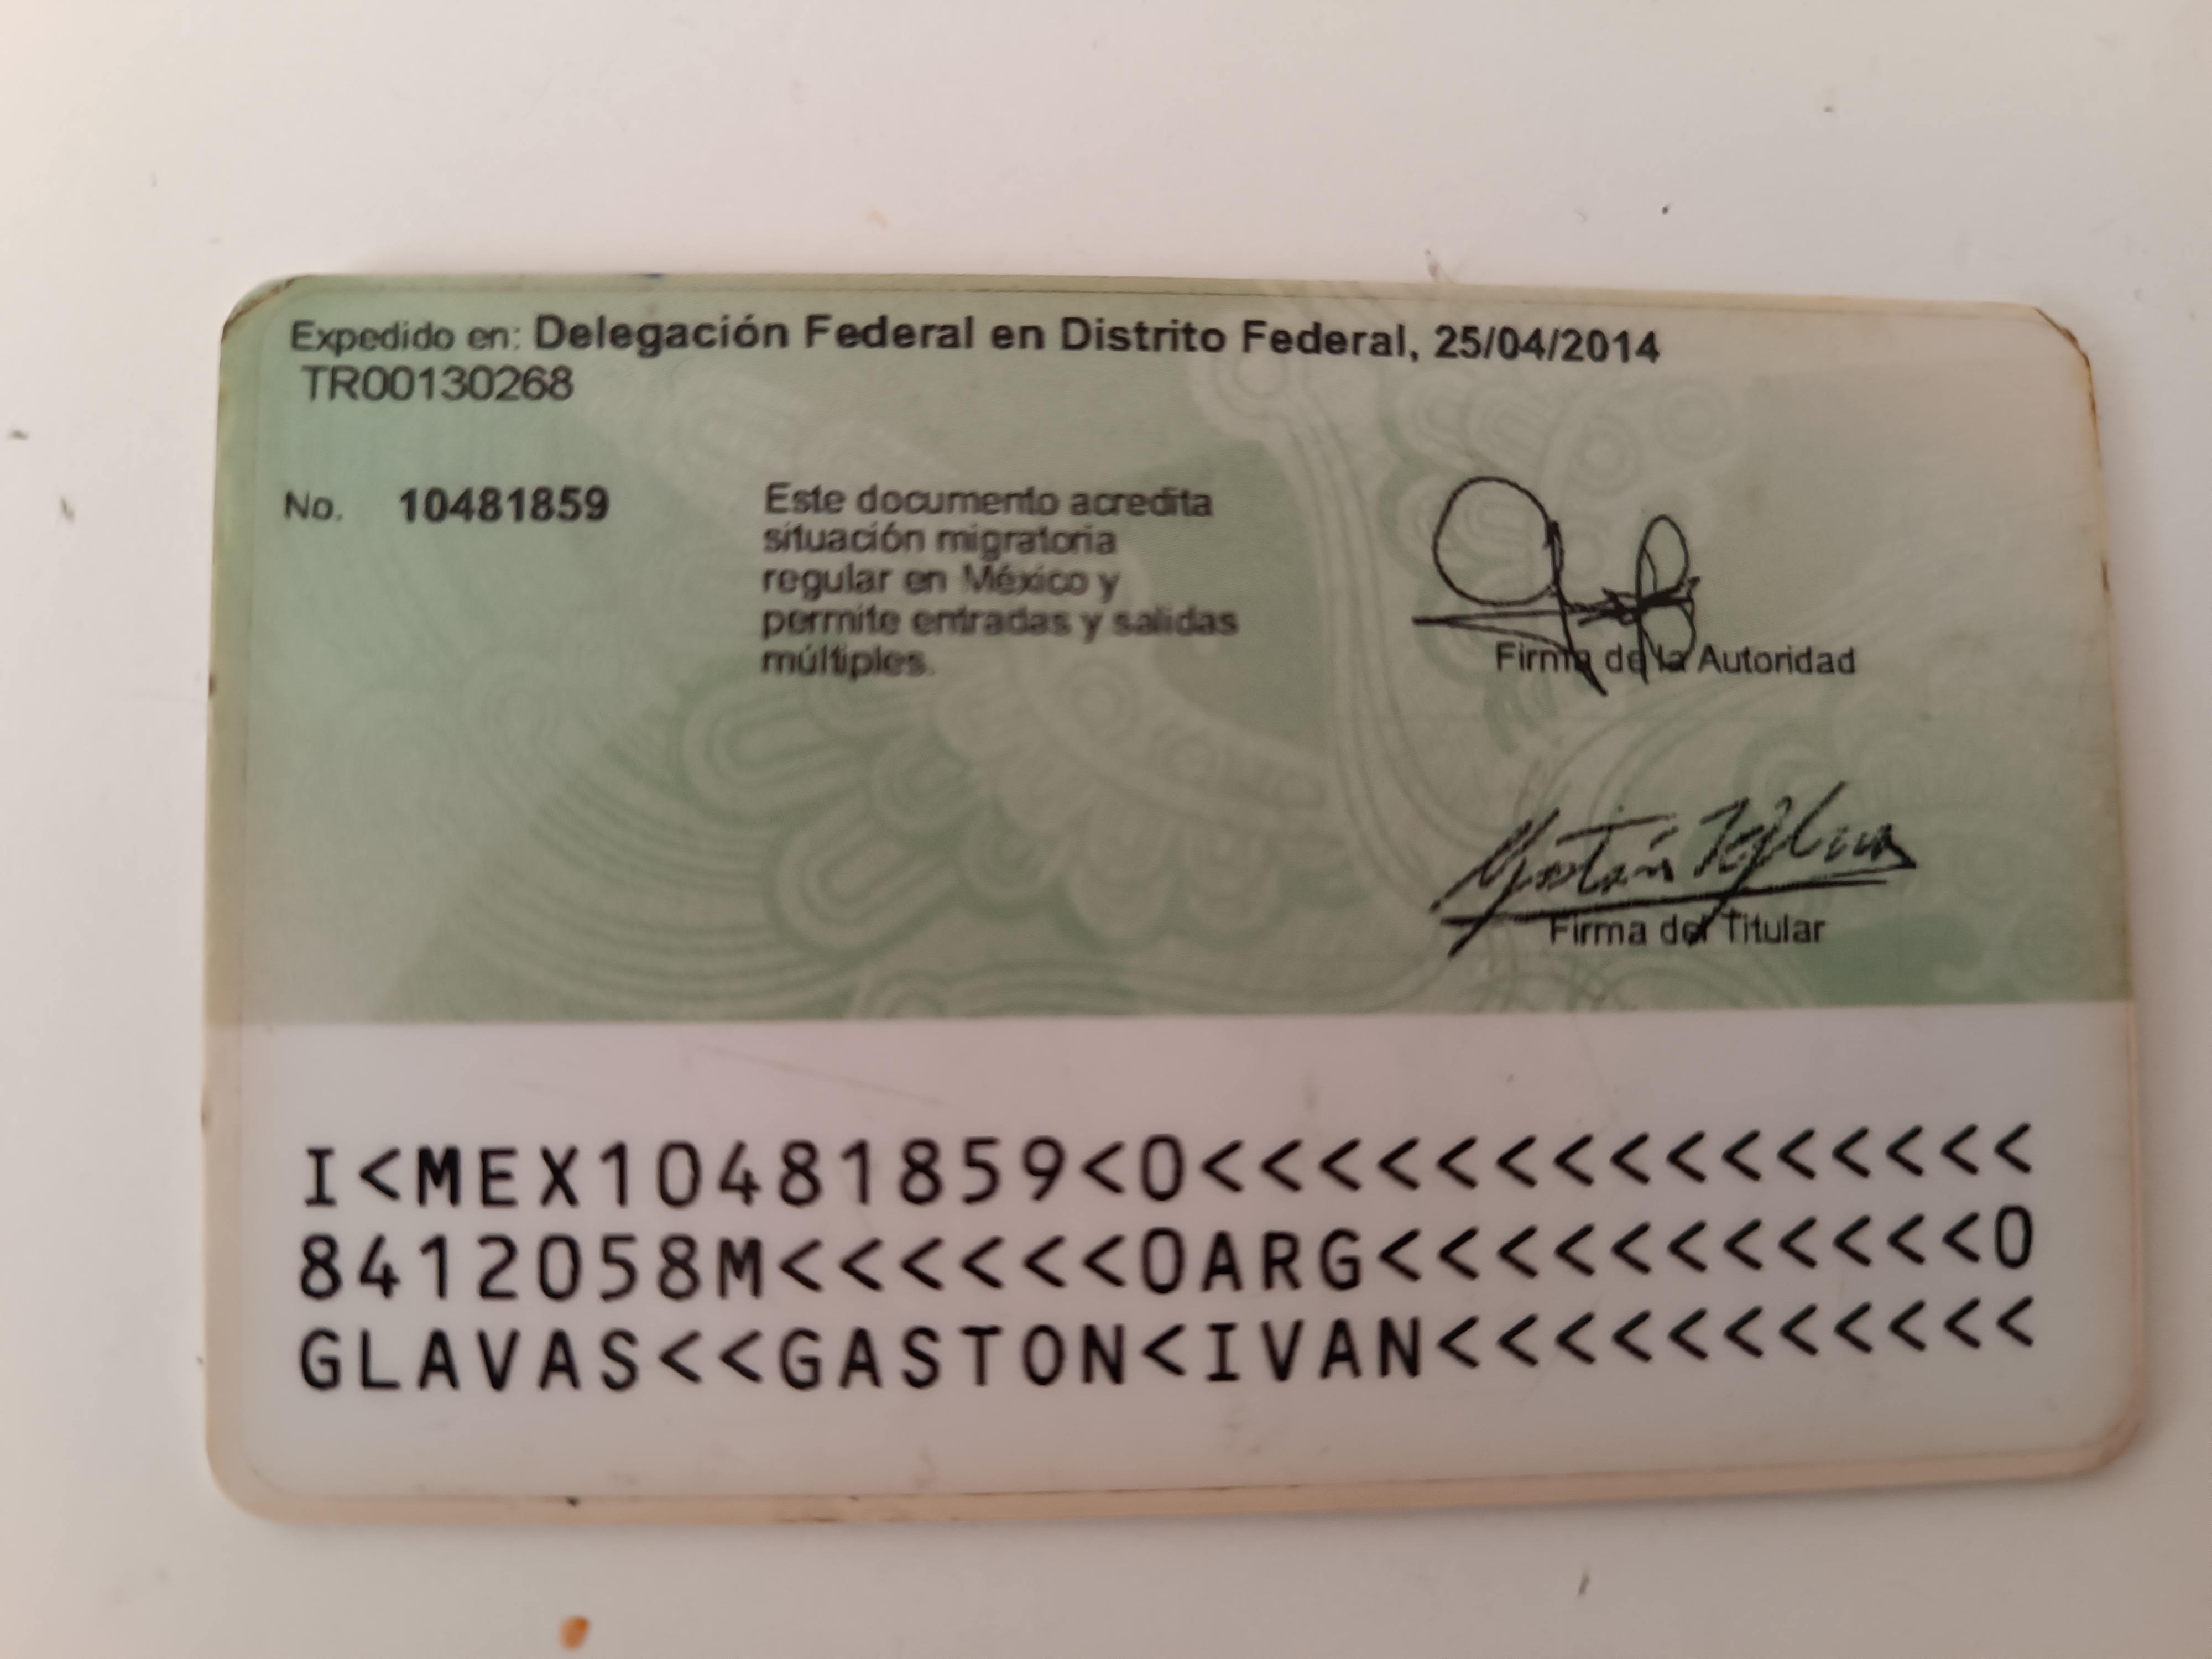 Expedido en: Delegación Federal en Distrito Federal, 25/04/2014
TR00130268
No. 10481859
Este documento acredita
situación migratoria
regular en México y
permite entradas y salidas
múltiples.
Firma de la Autoridad
Firma del Titular
I<MEX10481859<0<<<<<<<<<<<<<<<
8412058M<<<<<<0ARG<<<<<<<<<<<0
GLAVAS<<GASTON<IVAN<<<<<<<<<<<